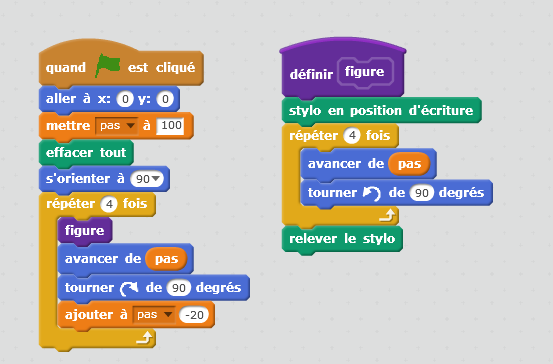 quand est cliqué
aller à x: 0 y: 0
mettre pas à 100
effacer tout
s'orienter à 90
répéter 4 fois
figure
avancer de pas
tourner de 90 degrés
ajouter à pas -20
définir figure
stylo en position d'écriture
répéter 4 fois
avancer de pas
tourner de 90 degrés
relever le stylo